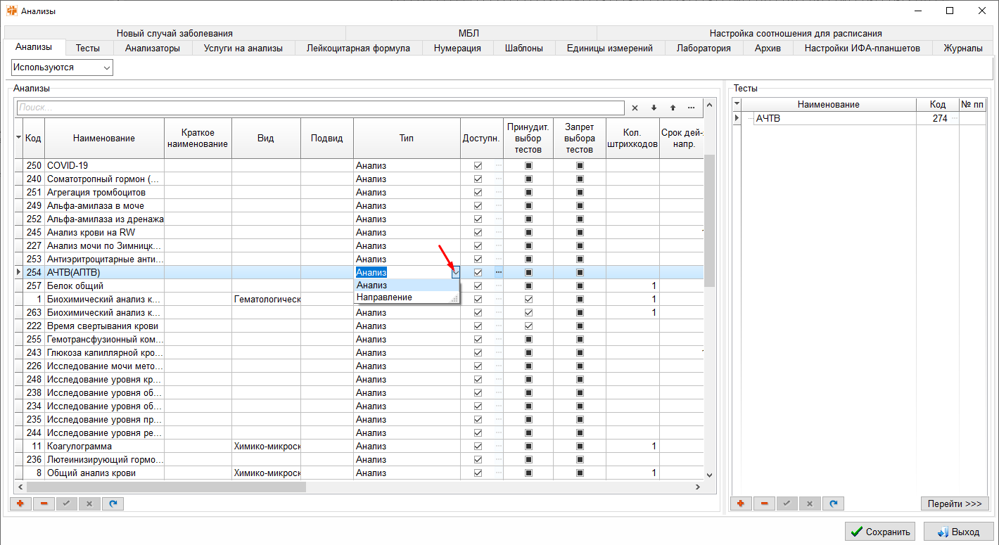 Анализы
Новый случай заболевания МБЛ Настройка соотношения для расписания
Анализы Тесты Анализаторы Услуги на анализы Лейкоцитарная формула Нумерация Шаблоны Единицы измерений Лаборатория Архив Настройки ИФА-планшетов Журналы
Используются
Анализы
Поиск...
Код Наименование Краткое наименование Вид Подвид Тип Доступн. Принудит. выбор тестов Запрет выбора тестов Кол. штрихкодов Срок дей-я напр.
250 COVID-19 Анализ
240 Соматотропный гормон (... Анализ
251 Агрегация тромбоцитов Анализ
249 Альфа-амилаза в моче Анализ
252 Альфа-амилаза из дренажа Анализ
245 Анализ крови на RW Анализ
227 Анализ мочи по Зимницк... Анализ
253 Антиэритроцитарные анти... Анализ
254 АЧТВ(АПТВ) Анализ
257 Белок общий Анализ 1
1 Биохимический анализ к... Гематологическ Направление 1
263 Биохимический анализ к... Анализ 1
222 Время свертывания крови Анализ
255 Гемотрансфузионный ком... Анализ
243 Глюкоза капиллярной кро... Анализ
226 Исследование мочи мето... Анализ
248 Исследование уровня кр... Анализ
238 Исследование уровня об... Анализ
234 Исследование уровня об... Анализ
235 Исследование уровня пр... Анализ
244 Исследование уровня ре... Анализ
11 Коагулограмма Химико-микроск Анализ 1
236 Лютеинизирующий гормо... Анализ
8 Общий анализ крови Химико-микроск Анализ 1
Тесты
Наименование Код № пп
АЧТВ 274
Перейти >>>
Сохранить Выход